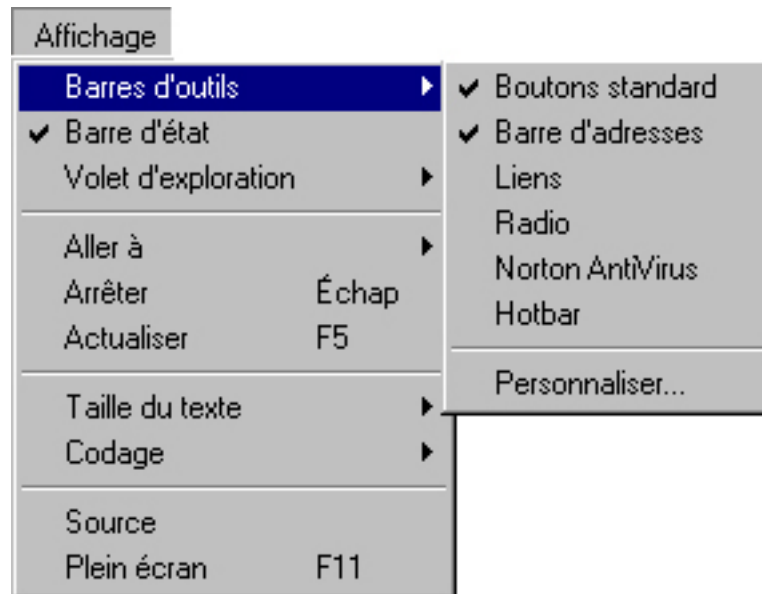 Affichage
Barres d'outils
Barre d'état
Volet d'exploration
Aller à
Arrêter Échap
Actualiser F5
Taille du texte
Codage
Source
Plein écran F11
Boutons standard
Barre d'adresses
Liens
Radio
Norton AntiVirus
Hotbar
Personnaliser...